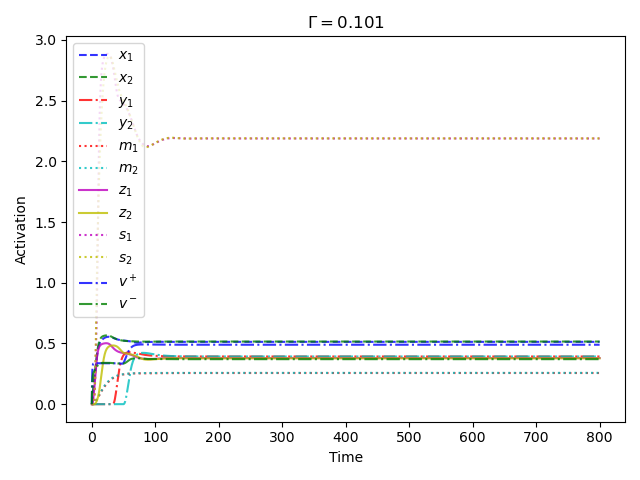 Γ = 0.101
3.0
2.5
2.0
1.5
1.0
0.5
0.0
Activation
x₁
x₂
y₁
y₂
m₁
m₂
z₁
z₂
s₁
s₂
v⁺
v⁻
0 100 200 300 400 500 600 700 800
Time